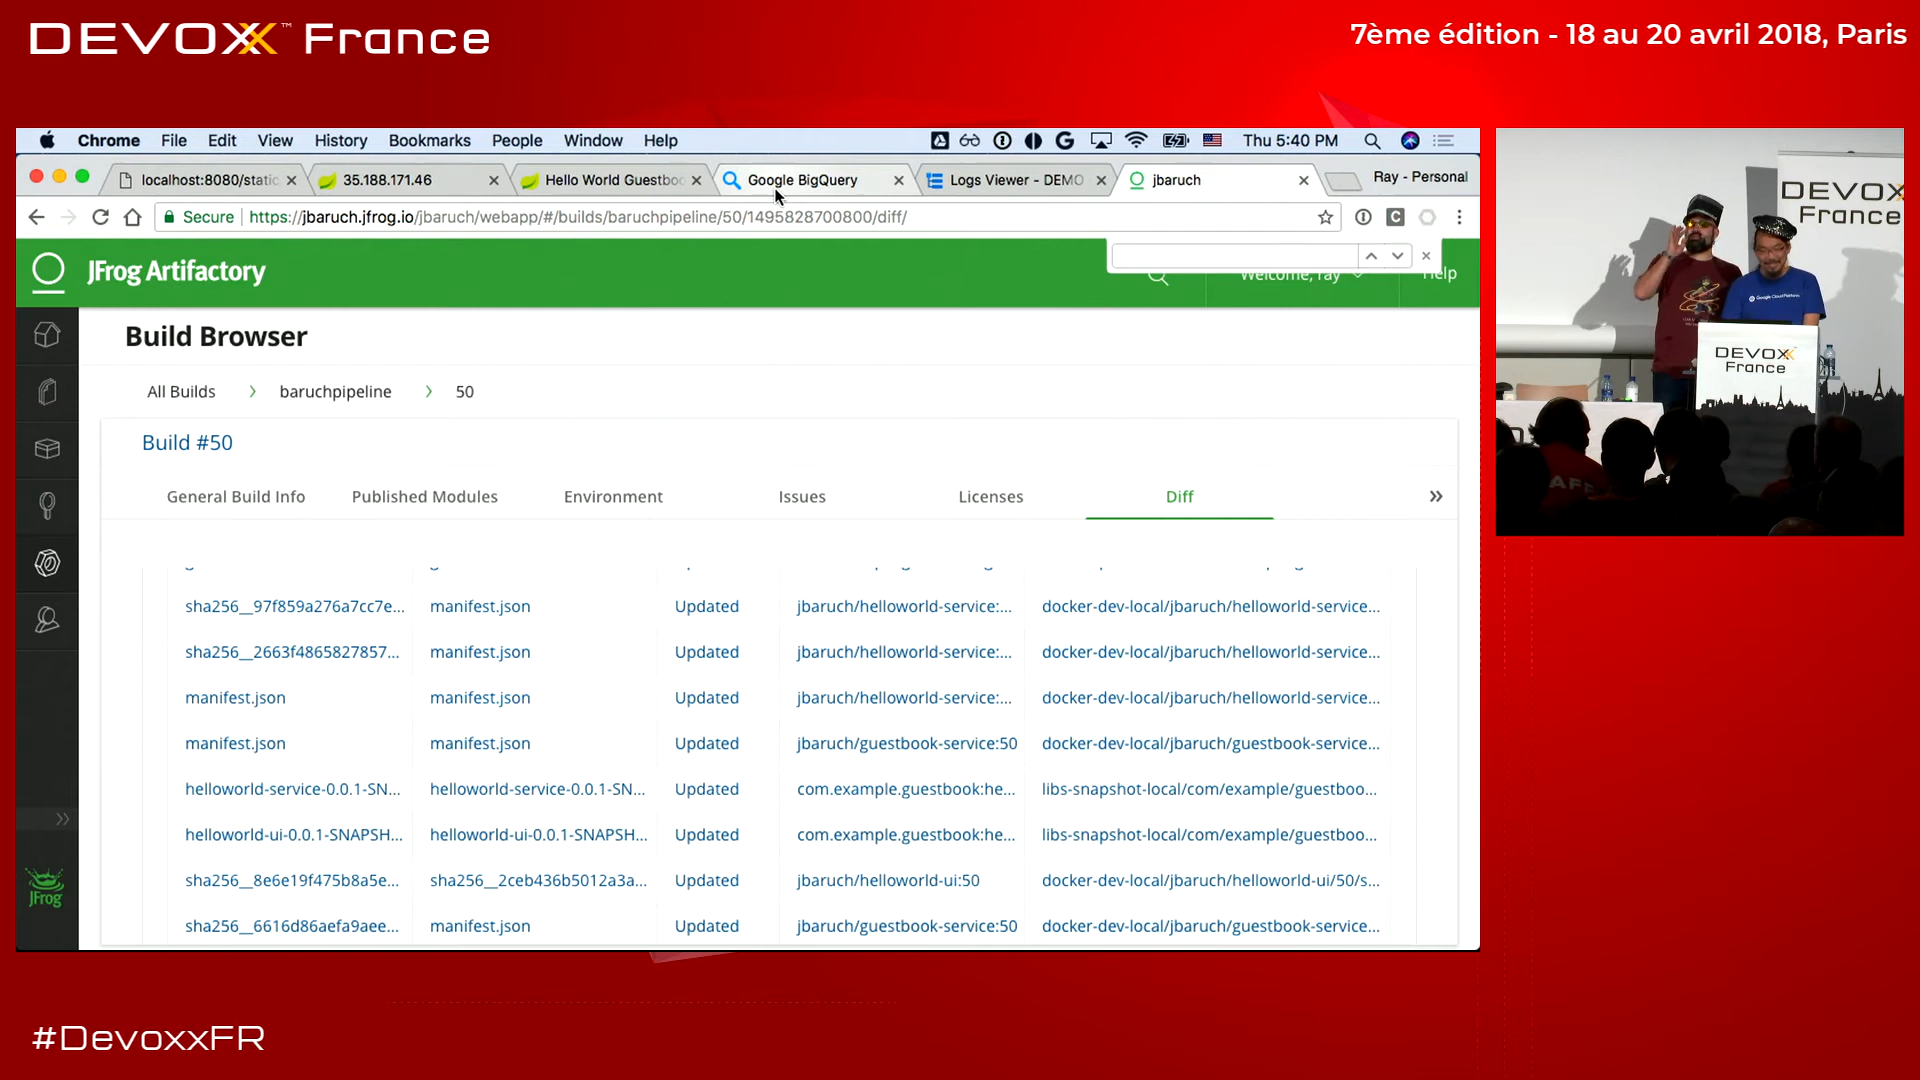 DEVOXX™ France
7ème édition - 18 au 20 avril 2018, Paris
Chrome File Edit View History Bookmarks People Window Help
Thu 5:40 PM
localhost:8080/static
35.188.171.46
Hello World Guestboo
Google BigQuery
Logs Viewer - DEMO
jbaruch
Ray - Personal
Secure
https://jbaruch.jfrog.io/jbaruch/webapp/#/builds/baruchpipeline/50/1495828700800/diff/
JFrog Artifactory
Welcome, ray
Help
Build Browser
All Builds > baruchpipeline > 50
Build #50
General Build Info Published Modules Environment Issues Licenses Diff »
sha256__97f859a276a7cc7e... manifest.json Updated jbaruch/helloworld-service:... docker-dev-local/jbaruch/helloworld-service...
sha256__2663f4865827857... manifest.json Updated jbaruch/helloworld-service:... docker-dev-local/jbaruch/helloworld-service...
manifest.json manifest.json Updated jbaruch/helloworld-service:... docker-dev-local/jbaruch/helloworld-service...
manifest.json manifest.json Updated jbaruch/guestbook-service:50 docker-dev-local/jbaruch/guestbook-service...
helloworld-service-0.0.1-SN... helloworld-service-0.0.1-SN... Updated com.example.guestbook:he... libs-snapshot-local/com/example/guestboo...
helloworld-ui-0.0.1-SNAPSH... helloworld-ui-0.0.1-SNAPSH... Updated com.example.guestbook:he... libs-snapshot-local/com/example/guestboo...
sha256__8e6e19f475b8a5e... sha256__2ceb436b5012a3a... Updated jbaruch/helloworld-ui:50 docker-dev-local/jbaruch/helloworld-ui/50/s...
sha256__6616d86aefa9aee... manifest.json Updated jbaruch/guestbook-service:50 docker-dev-local/jbaruch/guestbook-service...
JFrog
DEVOX
France
Google Cloud Platform
DEVOXX
France
#DevoxxFR